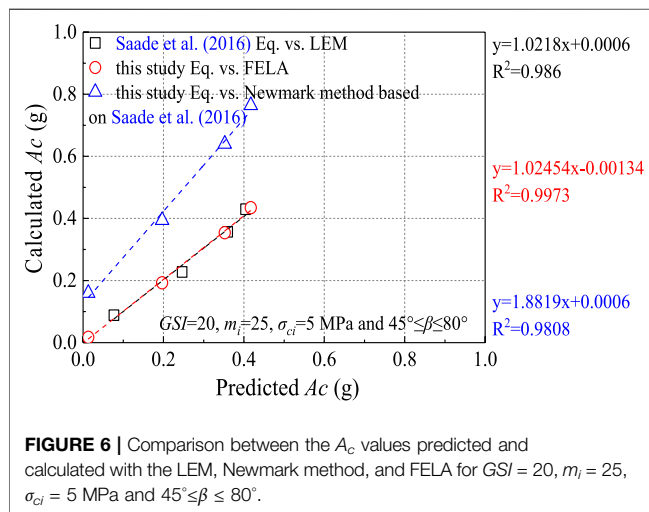 Saade et al. (2016) Eq. vs. LEM
this study Eq. vs. FELA
this study Eq. vs. Newmark method based
on Saade et al. (2016)
y=1.0218x+0.0006
R²=0.986
y=1.02454x-0.00134
R²=0.9973
y=1.8819x+0.0006
R²=0.9808
Calculated Ac (g)
1.0
0.8
0.6
0.4
0.2
0.0
GSI=20, mi=25, σci=5 MPa and 45°≤β≤80°
0.0 0.2 0.4 0.6 0.8 1.0
Predicted Ac (g)
FIGURE 6 | Comparison between the Ac values predicted and
calculated with the LEM, Newmark method, and FELA for GSI = 20, mi = 25,
σci = 5 MPa and 45°≤β ≤ 80°.